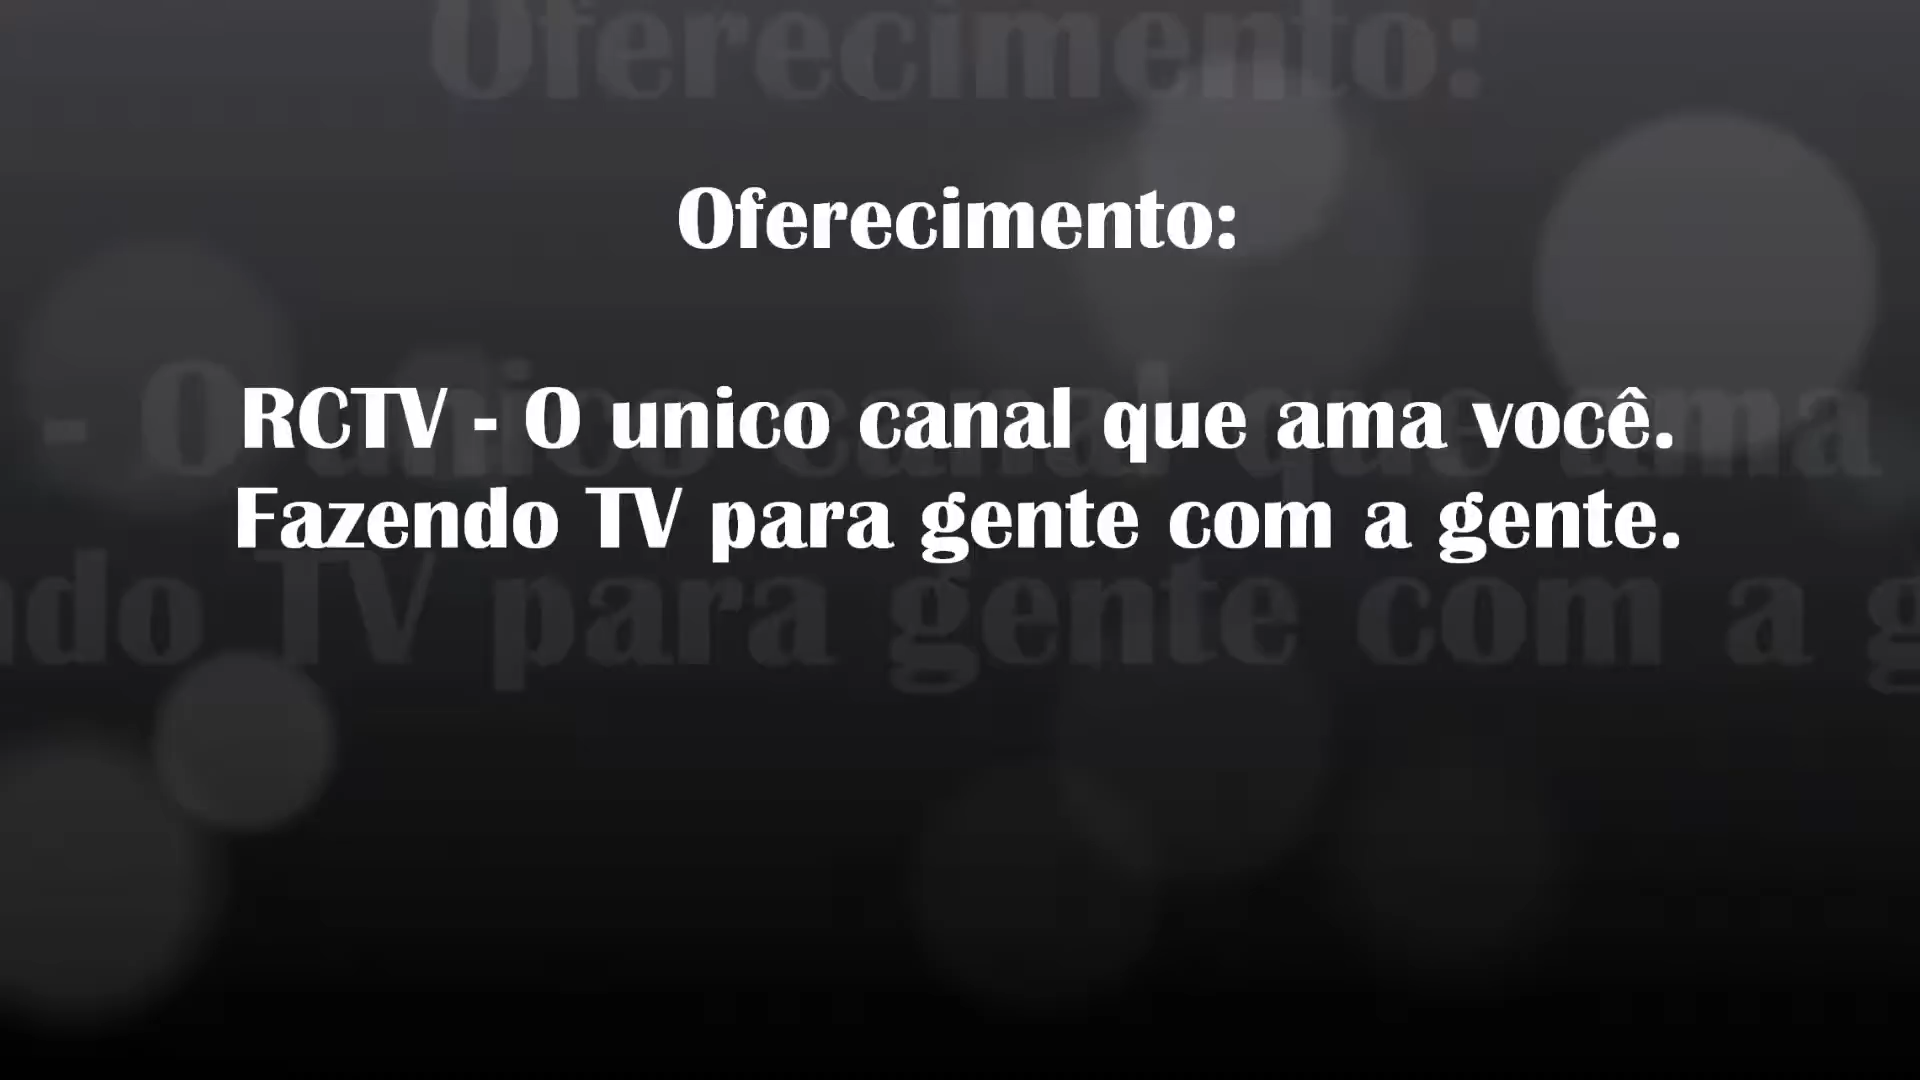 Oferecimento:
RCTV - O unico canal que ama você.
Fazendo TV para gente com a gente.